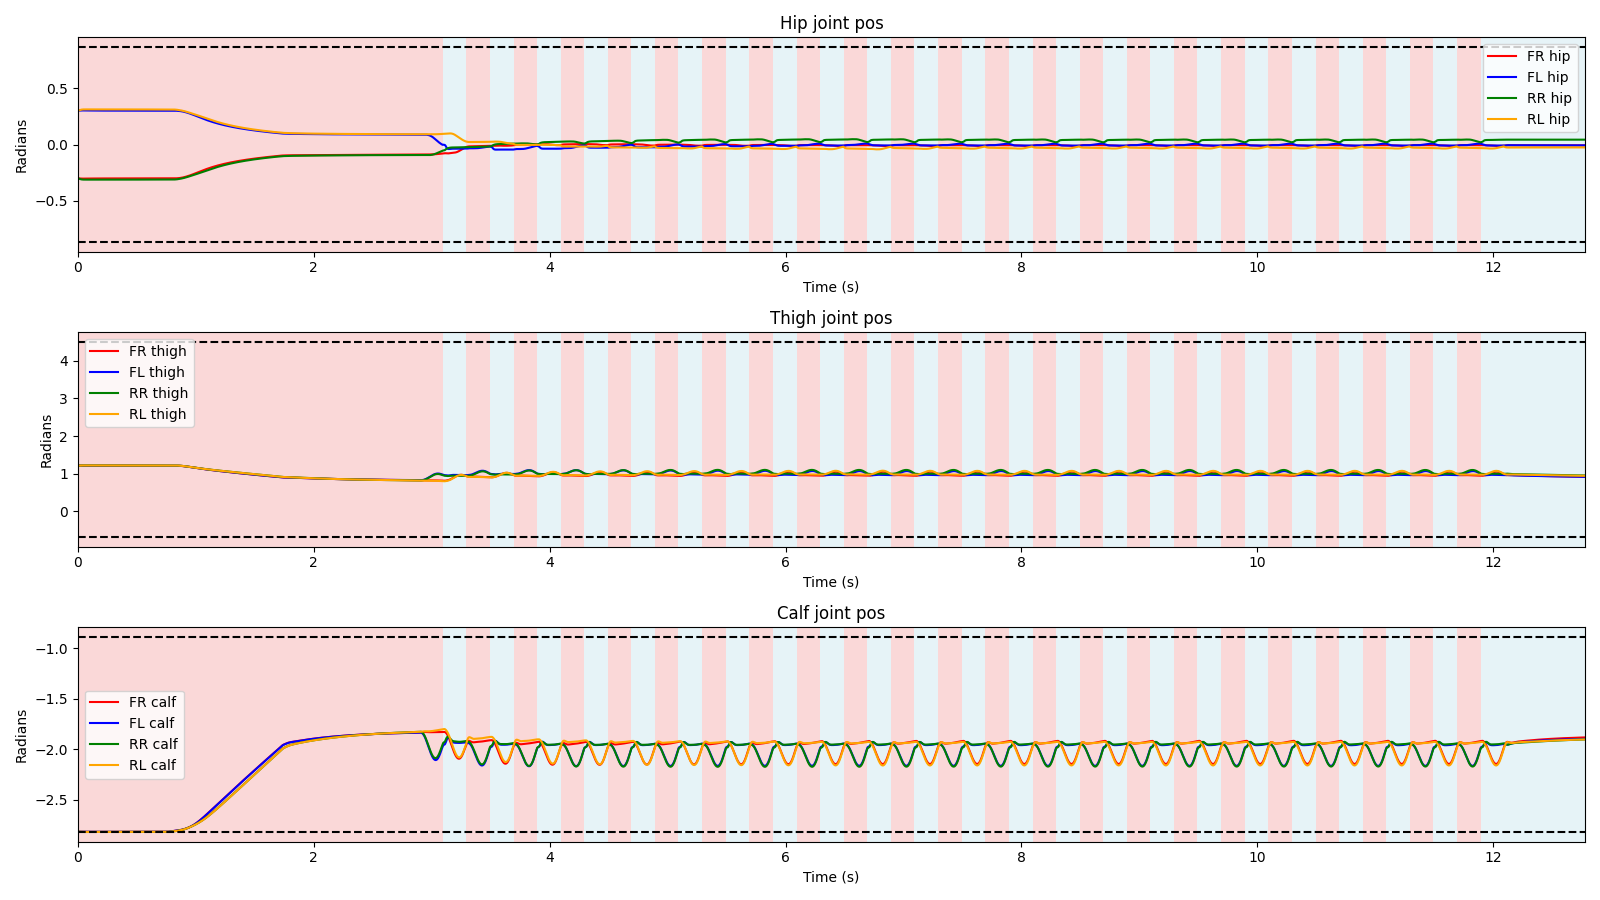 Hip joint pos
Radians
0.5
0.0
−0.5
FR hip
FL hip
RR hip
RL hip
0 2 4 6 8 10 12
Time (s)
Thigh joint pos
Radians
4
3
2
1
0
FR thigh
FL thigh
RR thigh
RL thigh
0 2 4 6 8 10 12
Time (s)
Calf joint pos
Radians
−1.0
−1.5
−2.0
−2.5
FR calf
FL calf
RR calf
RL calf
0 2 4 6 8 10 12
Time (s)